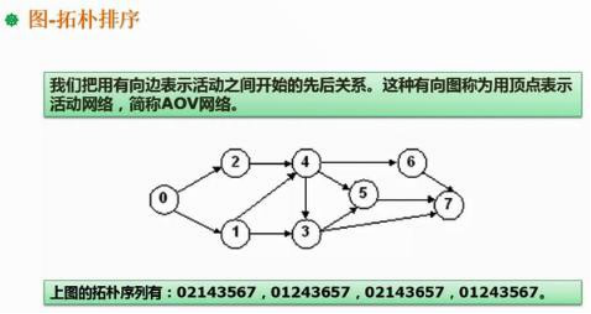 图-拓朴排序
我们把用有向边表示活动之间开始的先后关系。这种有向图称为用顶点表示
活动网络，简称AOV网络。
2 4 6
0 5 7
1 3
上图的拓朴序列有：02143567，01243657，02143657，01243567。